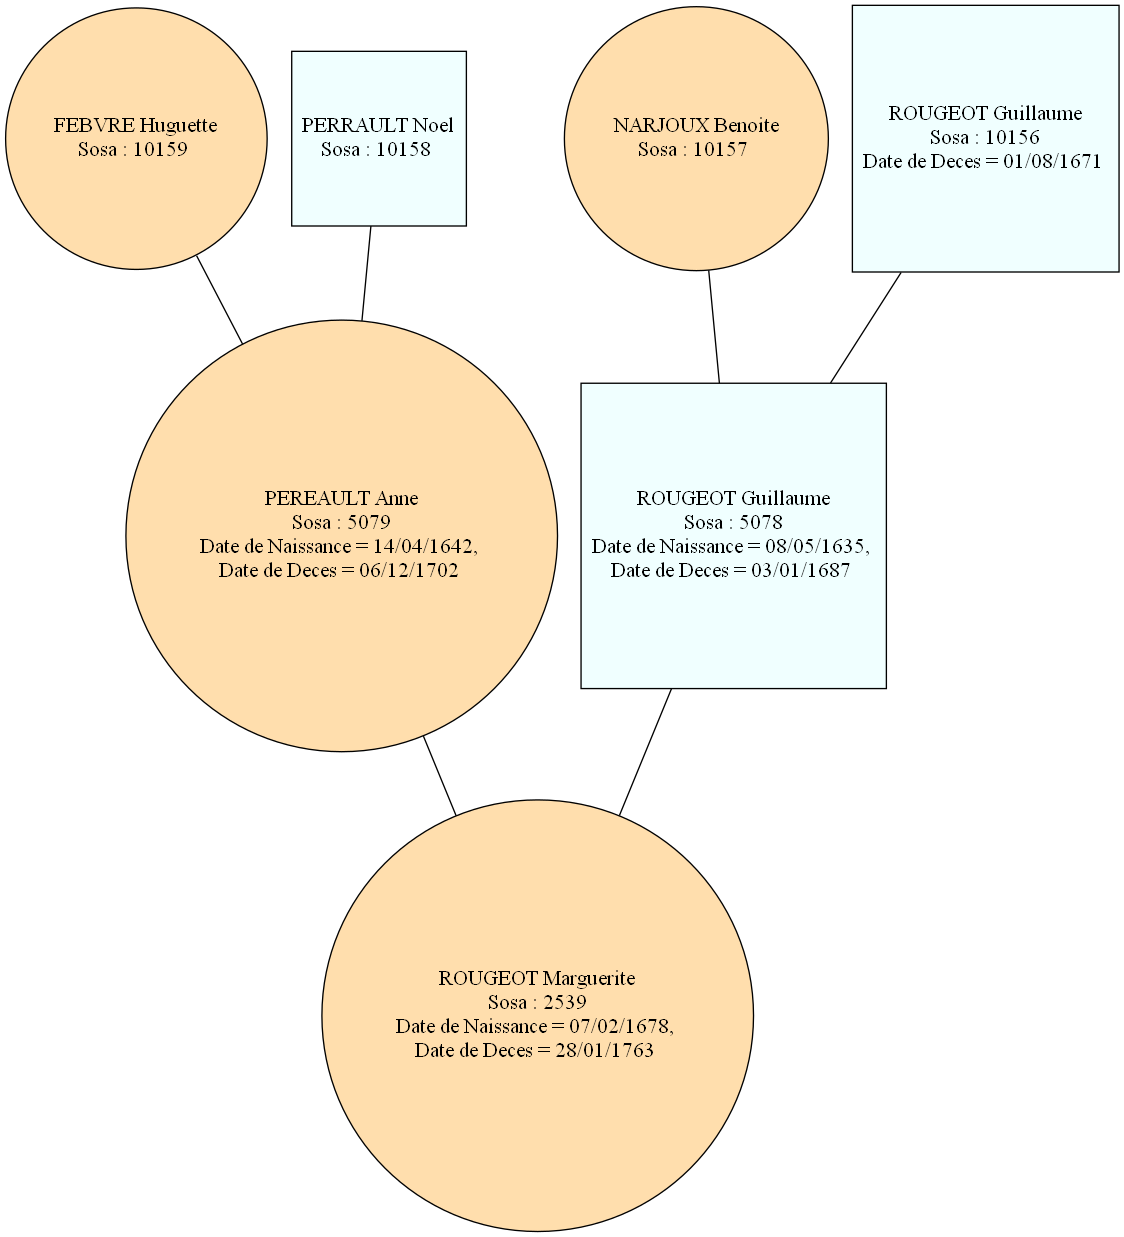 FEBVRE Huguette
Sosa : 10159
PERRAULT Noel
Sosa : 10158
NARJOUX Benoite
Sosa : 10157
ROUGEOT Guillaume
Sosa : 10156
Date de Deces = 01/08/1671
PEREAULT Anne
Sosa : 5079
Date de Naissance = 14/04/1642,
Date de Deces = 06/12/1702
ROUGEOT Guillaume
Sosa : 5078
Date de Naissance = 08/05/1635,
Date de Deces = 03/01/1687
ROUGEOT Marguerite
Sosa : 2539
Date de Naissance = 07/02/1678,
Date de Deces = 28/01/1763